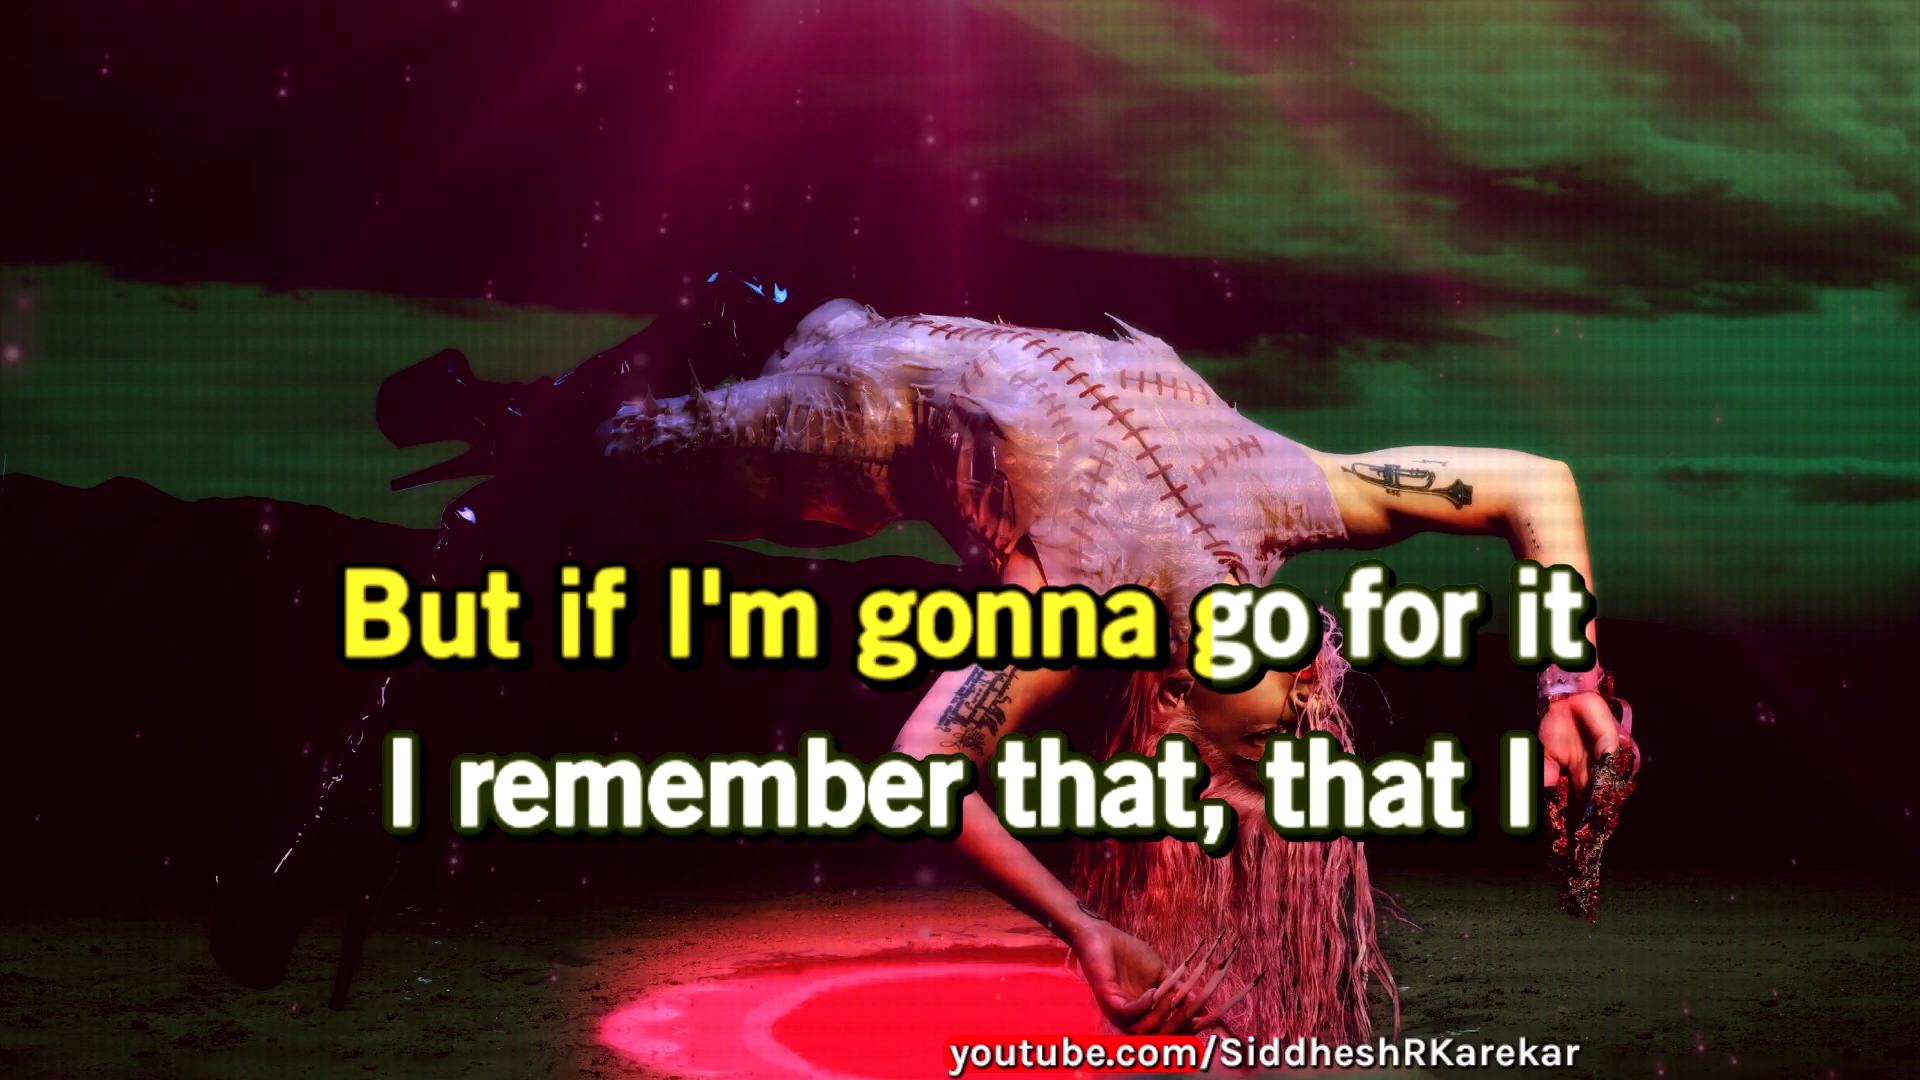 But if I'm gonna go for it
I remember that, that I
youtube.com/SiddheshRKarekar